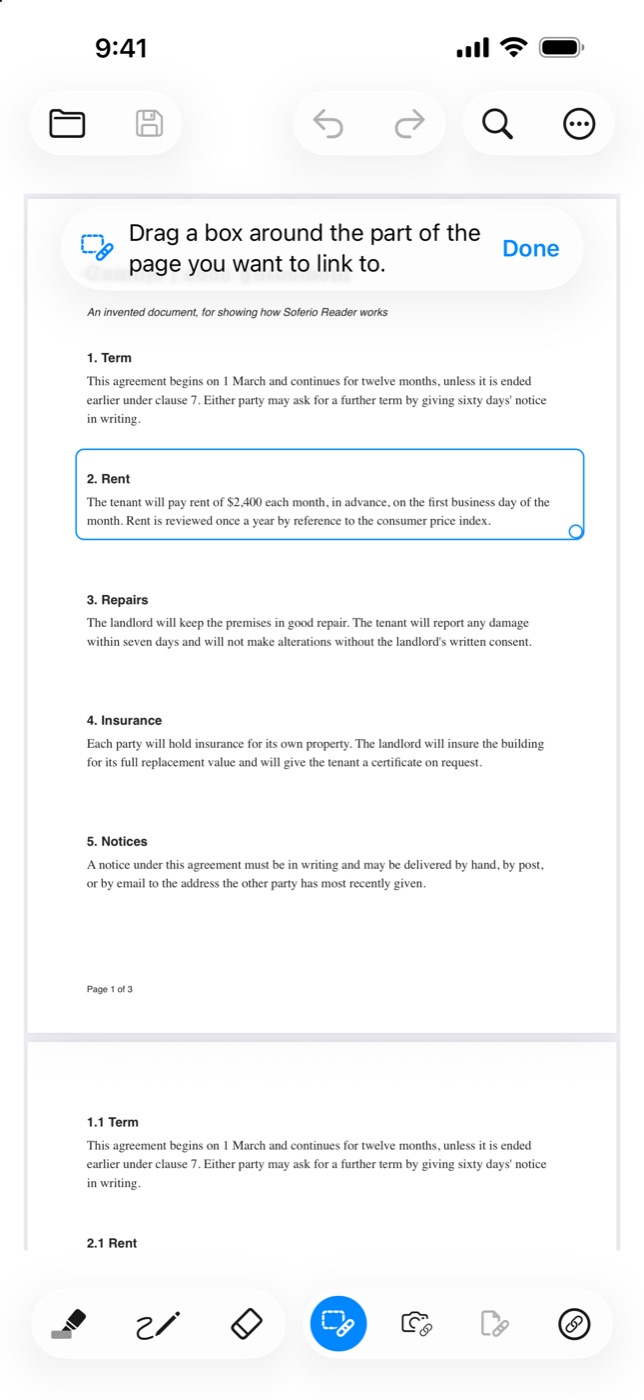 9:41
Drag a box around the part of the
page you want to link to.
Done
An invented document, for showing how Soferio Reader works
1. Term
This agreement begins on 1 March and continues for twelve months, unless it is ended
earlier under clause 7. Either party may ask for a further term by giving sixty days' notice
in writing.
2. Rent
The tenant will pay rent of $2,400 each month, in advance, on the first business day of the
month. Rent is reviewed once a year by reference to the consumer price index.
3. Repairs
The landlord will keep the premises in good repair. The tenant will report any damage
within seven days and will not make alterations without the landlord's written consent.
4. Insurance
Each party will hold insurance for its own property. The landlord will insure the building
for its full replacement value and will give the tenant a certificate on request.
5. Notices
A notice under this agreement must be in writing and may be delivered by hand, by post,
or by email to the address the other party has most recently given.
Page 1 of 3
1.1 Term
This agreement begins on 1 March and continues for twelve months, unless it is ended
earlier under clause 7. Either party may ask for a further term by giving sixty days' notice
in writing.
2.1 Rent